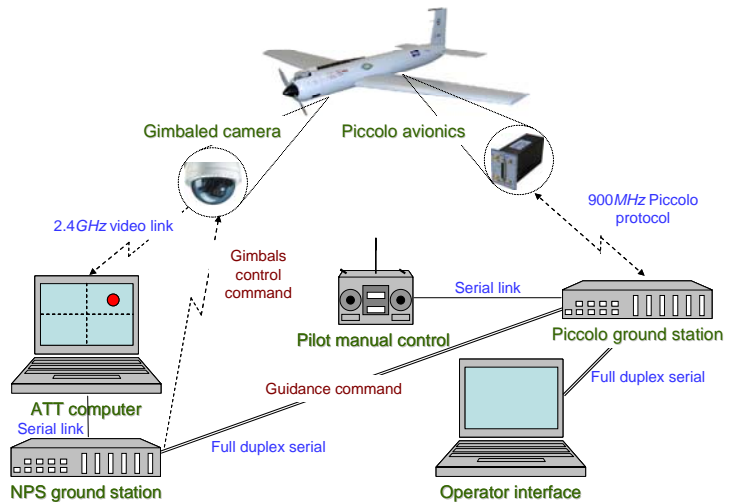 Gimbaled camera
Piccolo avionics
2.4GHz video link
900MHz Piccolo
protocol
Gimbals
control
command
Serial link
Pilot manual control
Piccolo ground station
Guidance command
Full duplex serial
ATT computer
Serial link
Full duplex serial
NPS ground station
Operator interface